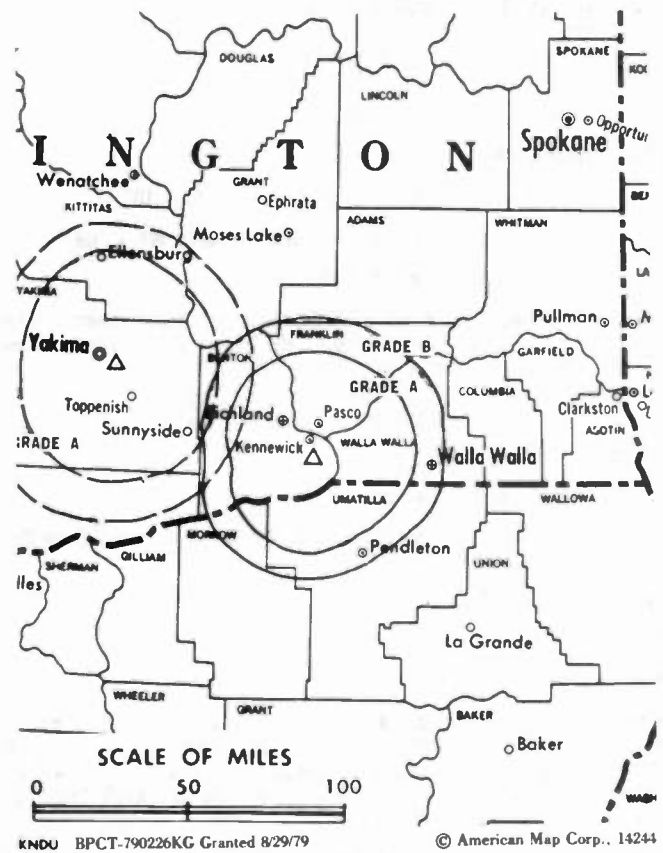 SPOKANE
DOUGLAS
LINCOLN
Opportu
Spokane
I N G T O N
Wenatchee
GRANT
KITTITAS
Ephrata
ADAMS
WHITMAN
Moses Lake
Ellensburg
YAKIMA
Pullman
FRANKLIN
GRADE B
GARFIELD
Yakima
BENTON
GRADE A
COLUMBIA
Toppenish
Richland
Pasco
Clarkston
ASOTIN
Sunnyside
GRADE A
Kennewick
WALLA WALLA
Walla Walla
UMATILLA
WALLOWA
MORROW
GILLIAM
Pendleton
SHERMAN
UNION
lles
La Grande
WHEELER
GRANT
BAKER
SCALE OF MILES
Baker
0 50 100
WASH
KNDU BPCT-790226KG Granted 8/29/79
© American Map Corp., 14244